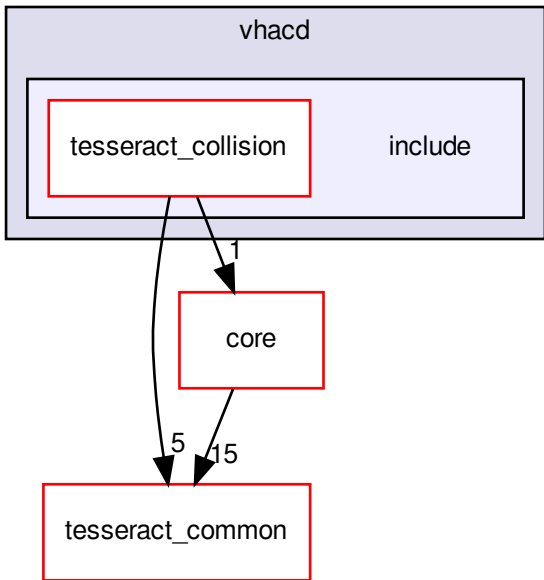 vhacd
tesseract_collision
include
1
core
5
15
tesseract_common